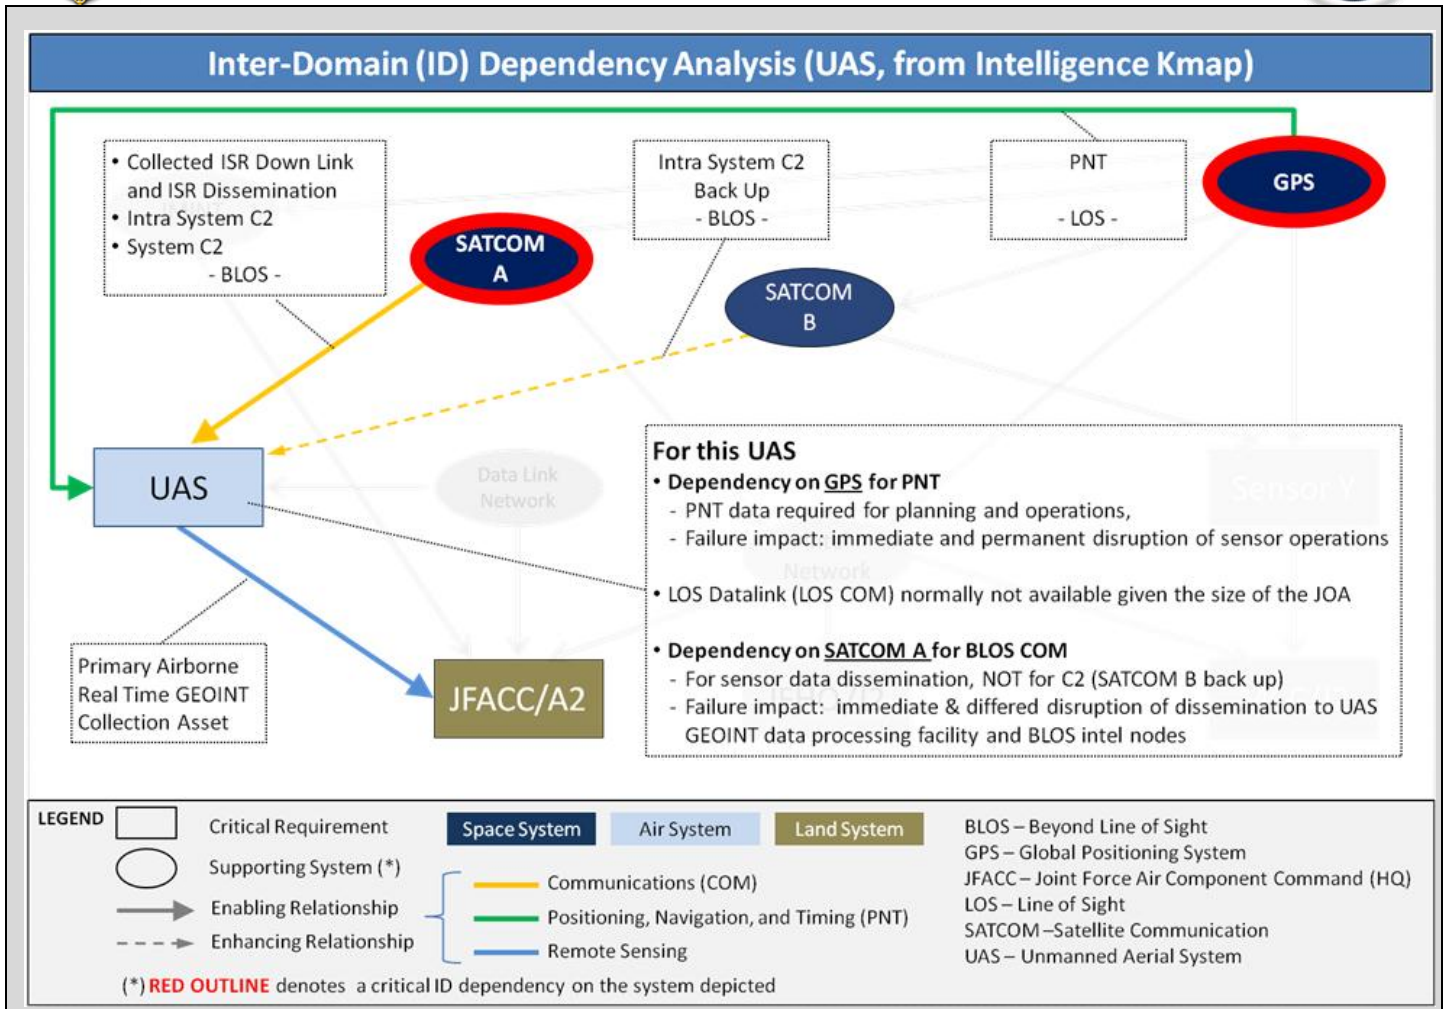 Inter-Domain (ID) Dependency Analysis (UAS, from Intelligence Kmap)
• Collected ISR Down Link
and ISR Dissemination
• Intra System C2
• System C2
- BLOS -
SATCOM
A
Intra System C2
Back Up
- BLOS -
PNT
- LOS -
GPS
SATCOM
B
UAS
Data Link
Network
Sensor Y
Network
For this UAS
• Dependency on GPS for PNT
- PNT data required for planning and operations,
- Failure impact: immediate and permanent disruption of sensor operations
• LOS Datalink (LOS COM) normally not available given the size of the JOA
• Dependency on SATCOM A for BLOS COM
- For sensor data dissemination, NOT for C2 (SATCOM B back up)
- Failure impact: immediate & differed disruption of dissemination to UAS
GEOINT data processing facility and BLOS intel nodes
Primary Airborne
Real Time GEOINT
Collection Asset
JFACC/A2
LEGEND
Critical Requirement
Supporting System (*)
Enabling Relationship
Enhancing Relationship
Space System
Air System
Land System
Communications (COM)
Positioning, Navigation, and Timing (PNT)
Remote Sensing
BLOS – Beyond Line of Sight
GPS – Global Positioning System
JFACC – Joint Force Air Component Command (HQ)
LOS – Line of Sight
SATCOM –Satellite Communication
UAS – Unmanned Aerial System
(*) RED OUTLINE denotes a critical ID dependency on the system depicted